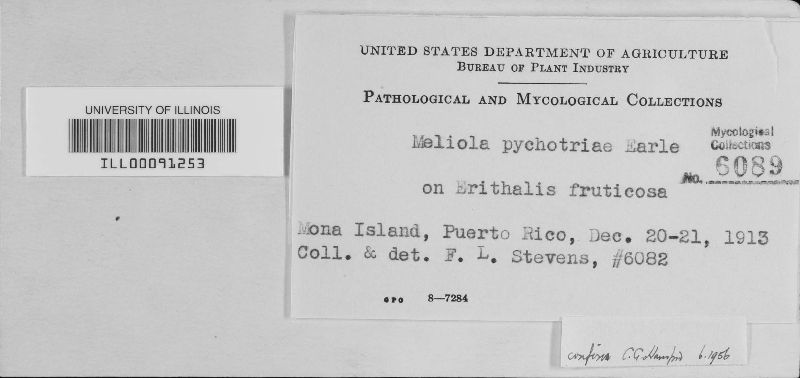 UNITED STATES DEPARTMENT OF AGRICULTURE
BUREAU OF PLANT INDUSTRY
PATHOLOGICAL AND MYCOLOGICAL COLLECTIONS
UNIVERSITY OF ILLINOIS
ILL00091253
Meliola pychotriae Earle
Mycological
Collections
No. 6089
on Erithalis fruticosa
Mona Island, Puerto Rico, Dec. 20-21, 1913
Coll. & det. F. L. Stevens, #6082
GPO 8—7284
6.1956